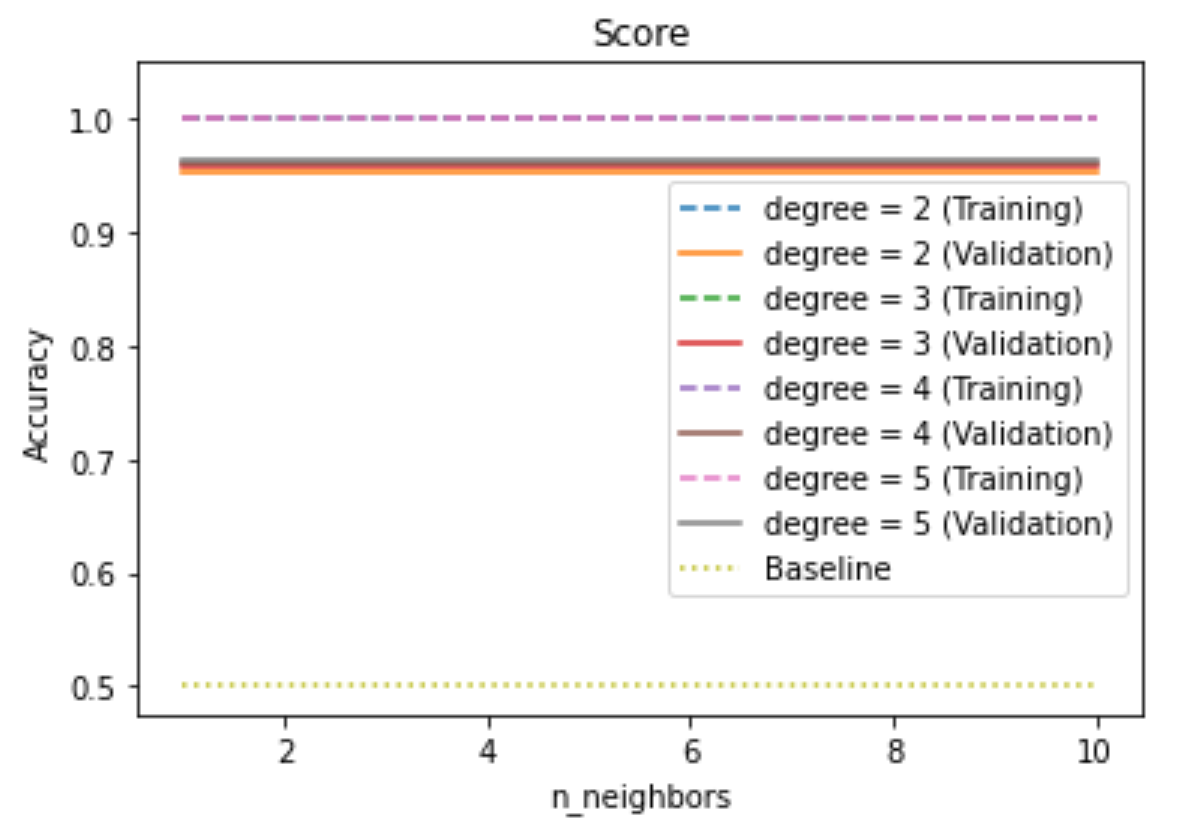 Score
1.0
0.9
0.8
0.7
0.6
0.5
Accuracy
degree = 2 (Training)
degree = 2 (Validation)
degree = 3 (Training)
degree = 3 (Validation)
degree = 4 (Training)
degree = 4 (Validation)
degree = 5 (Training)
degree = 5 (Validation)
Baseline
2 4 6 8 10
n_neighbors